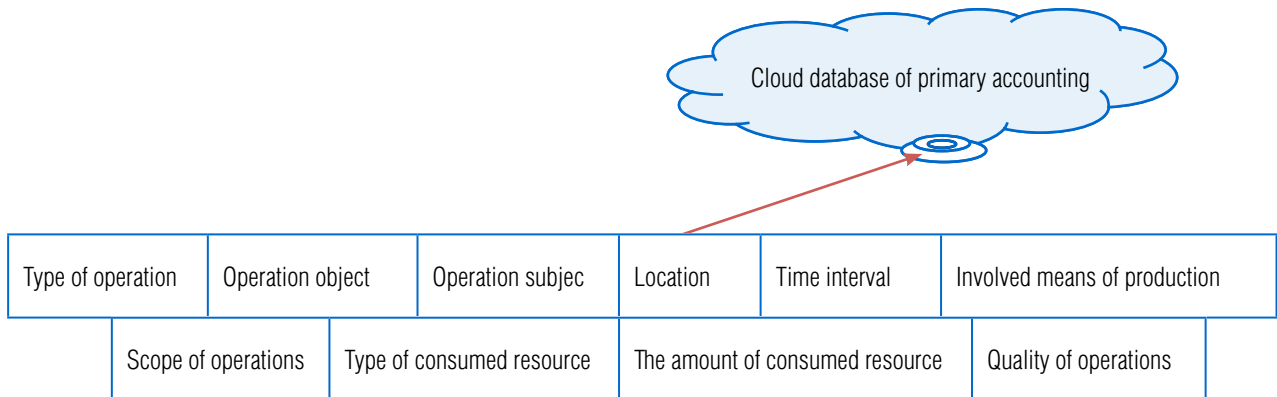 Cloud database of primary accounting
Type of operation Operation object Operation subjec Location Time interval Involved means of production
Scope of operations Type of consumed resource The amount of consumed resource Quality of operations